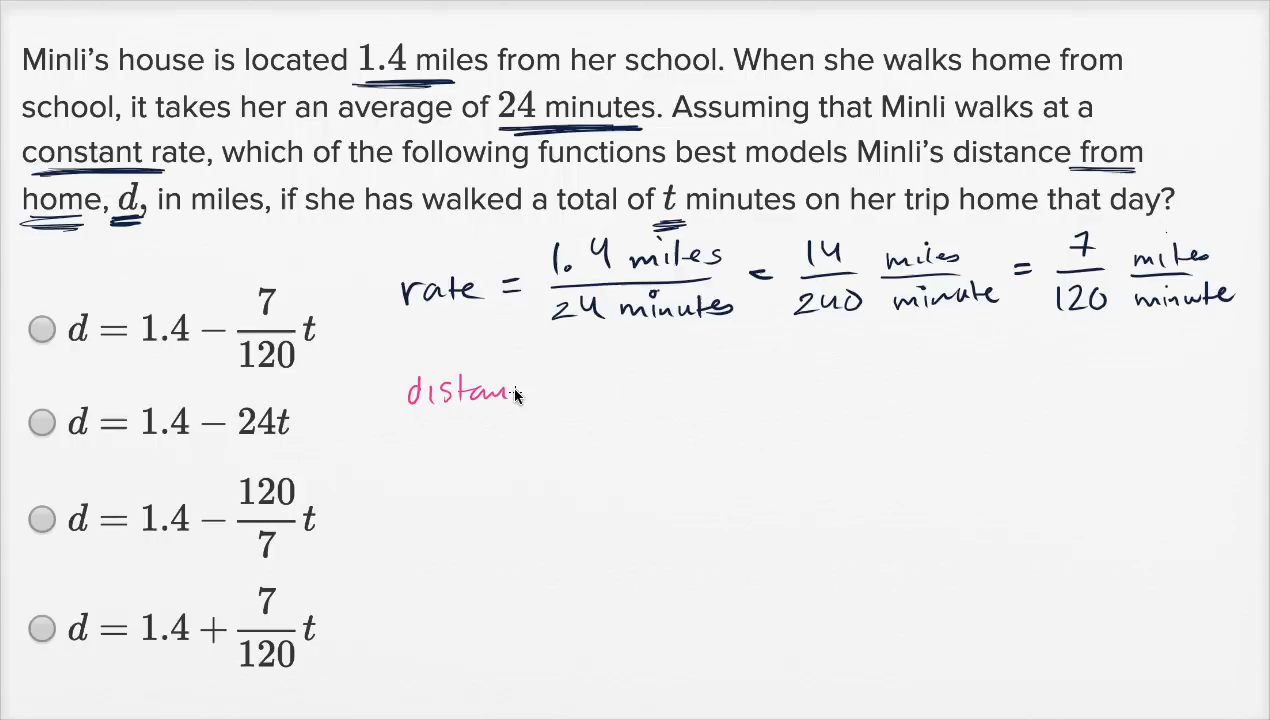 Minli's house is located 1.4 miles from her school. When she walks home from
school, it takes her an average of 24 minutes. Assuming that Minli walks at a
constant rate, which of the following functions best models Minli's distance from
home, d, in miles, if she has walked a total of t minutes on her trip home that day?
rate = 1.4 miles / 24 minutes = 14 / 240 miles / minute = 7 / 120 miles / minute
d = 1.4 − 7/120 t
distan
d = 1.4 − 24t
d = 1.4 − 120/7 t
d = 1.4 + 7/120 t